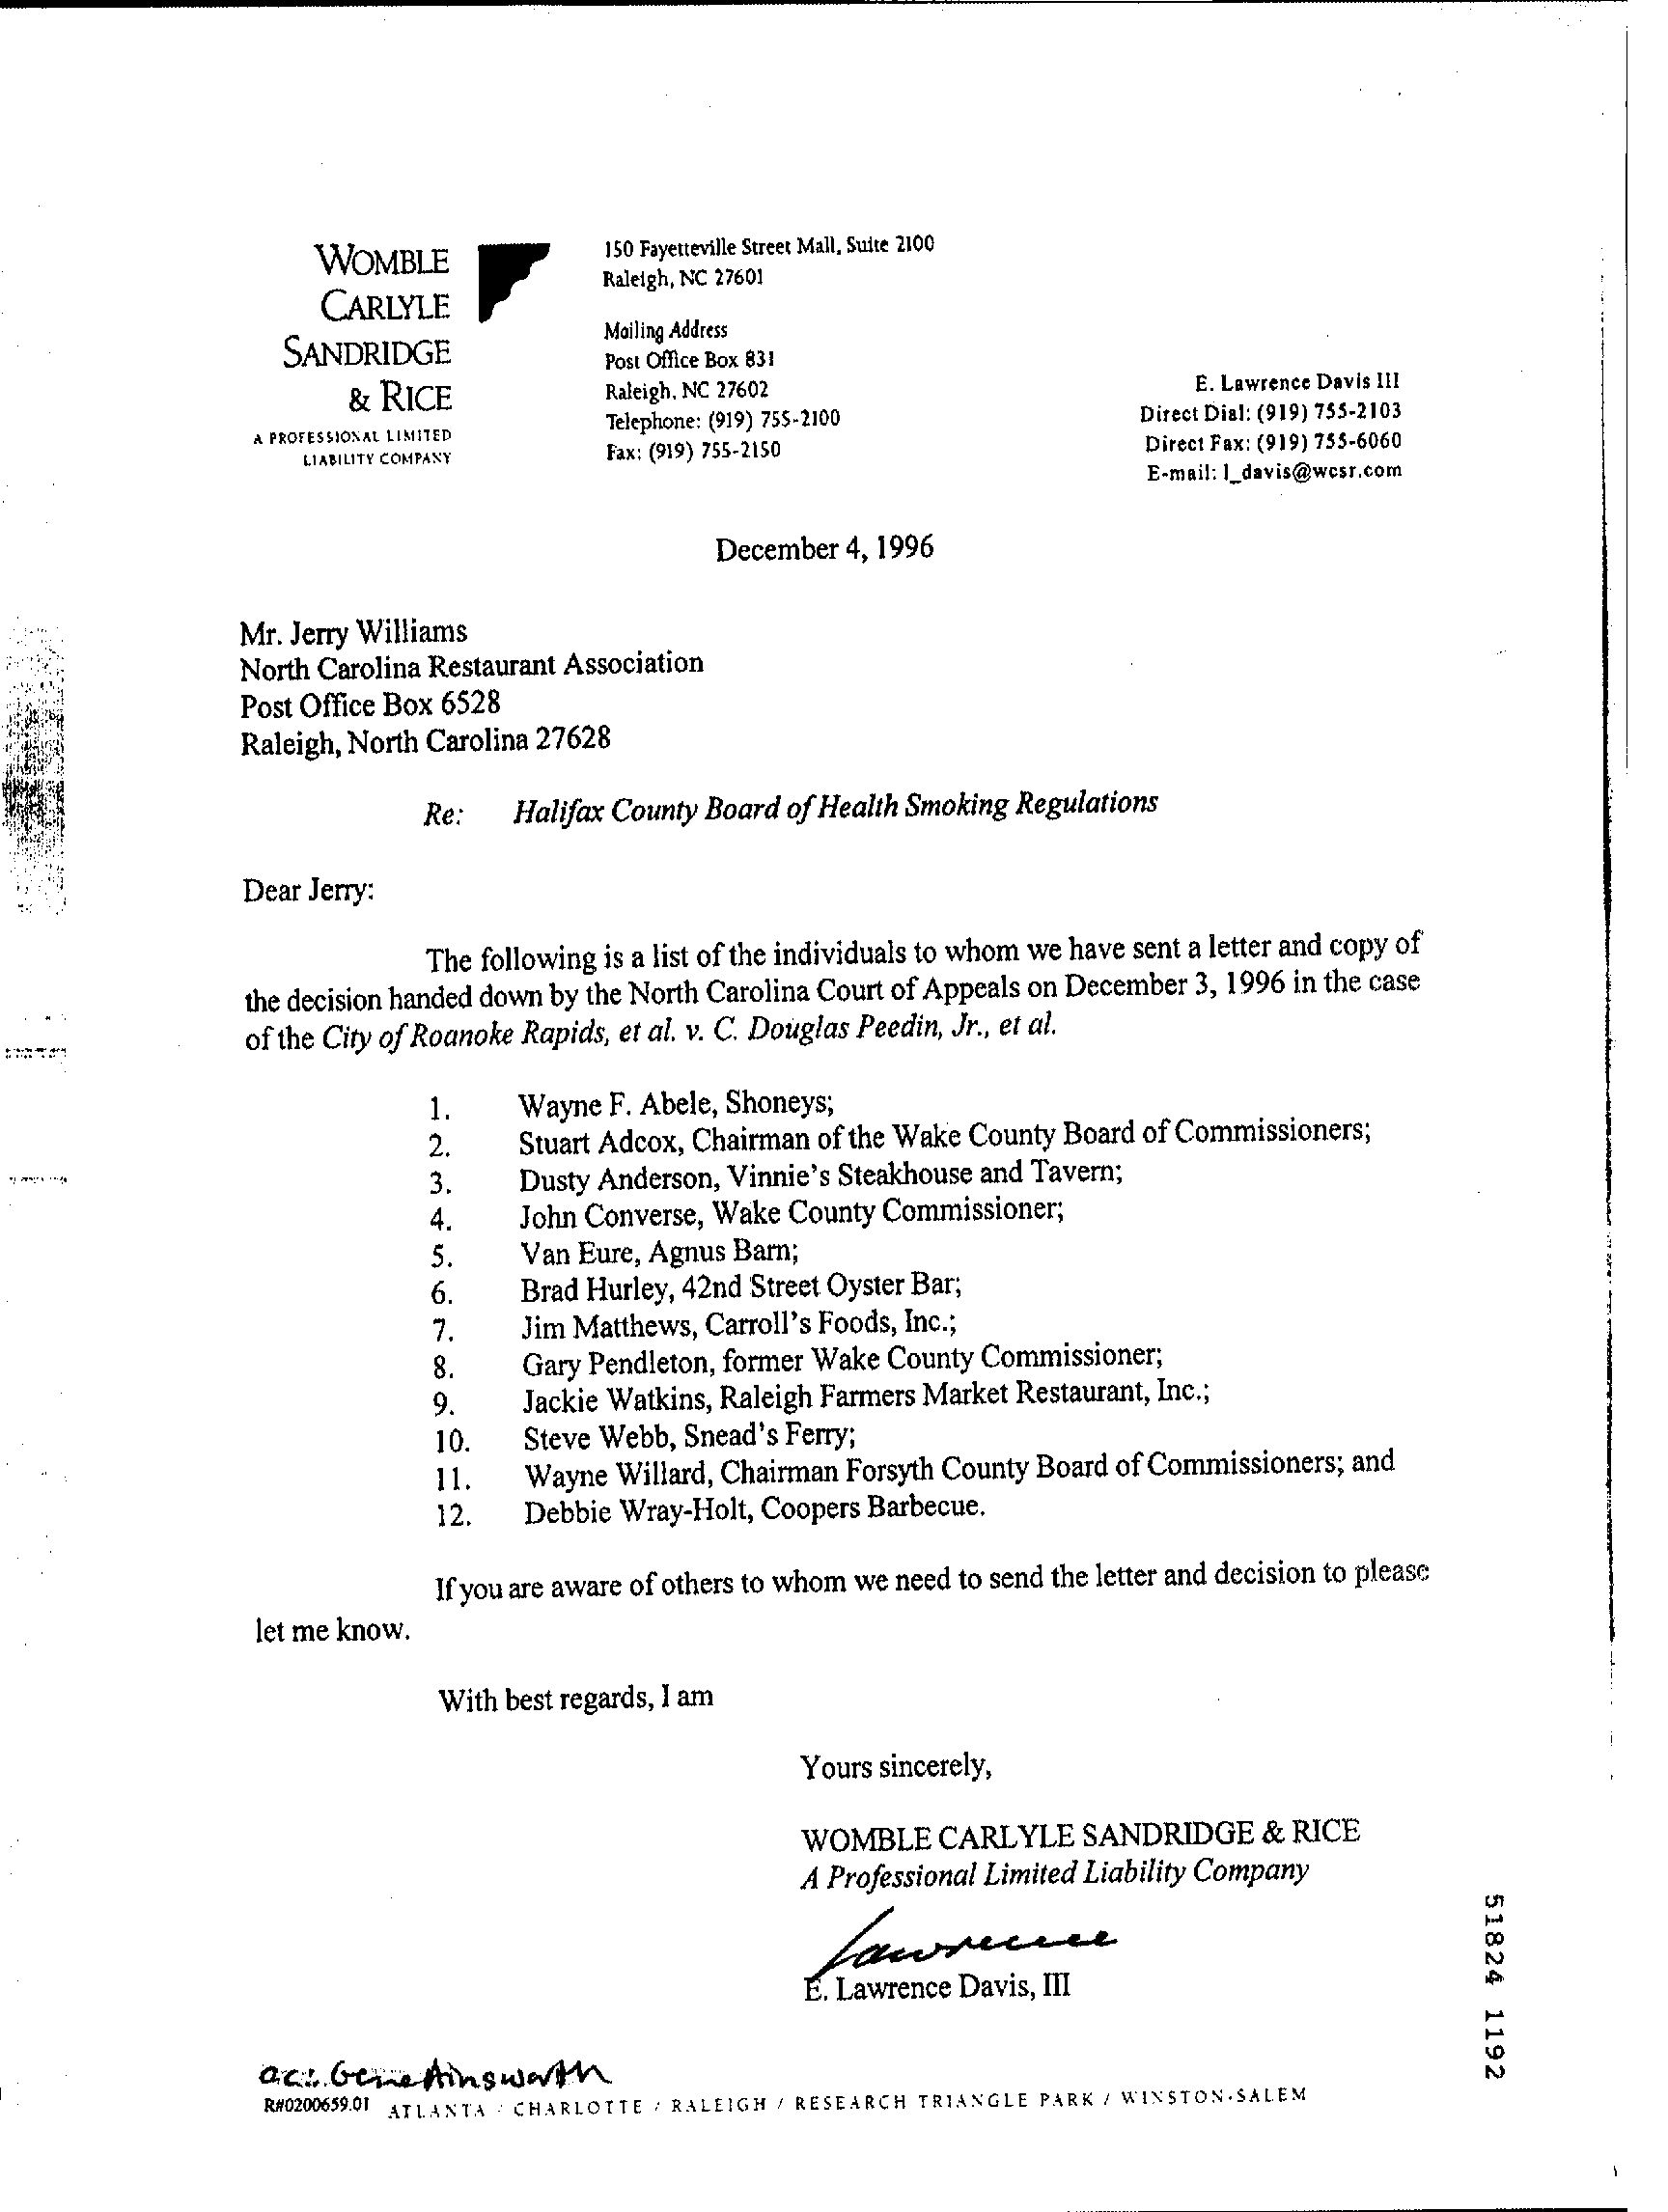 WOMBLE
CARLYLE
SANDRIDGE
& RICE
A PROFESSIONAL LIMITED
LIABILITY COMPANY
150 Fayetteville Street Mall, Suite 2100
Raleigh, NC 27601
Mailing Address
Post Office Box 831
Raleigh, NC 27602
Telephone: (919) 755-2100
Fax: (919) 755-2150
E. Lawrence Davis III
Direct Dial: (919) 755-2103
Direct Fax: (919) 755-6060
E-mail: l_davis@wcsr.com
December 4, 1996
Mr. Jerry Williams
North Carolina Restaurant Association
Post Office Box 6528
Raleigh, North Carolina 27628
Re: Halifax County Board of Health Smoking Regulations
Dear Jerry:
The following is a list of the individuals to whom we have sent a letter and copy of
the decision handed down by the North Carolina Court of Appeals on December 3, 1996 in the case
of the City of Roanoke Rapids, et al. v. C. Douglas Peedin, Jr., et al.
1. Wayne F. Abele, Shoneys;
2. Stuart Adcox, Chairman of the Wake County Board of Commissioners;
3. Dusty Anderson, Vinnie's Steakhouse and Tavern;
4. John Converse, Wake County Commissioner;
5. Van Eure, Agnus Barn;
6. Brad Hurley, 42nd Street Oyster Bar;
7. Jim Matthews, Carroll's Foods, Inc.;
8. Gary Pendleton, former Wake County Commissioner;
9. Jackie Watkins, Raleigh Farmers Market Restaurant, Inc.;
10. Steve Webb, Snead's Ferry;
11. Wayne Willard, Chairman Forsyth County Board of Commissioners; and
12. Debbie Wray-Holt, Coopers Barbecue.
If you are aware of others to whom we need to send the letter and decision to please
let me know.
With best regards, I am
Yours sincerely,
WOMBLE CARLYLE SANDRIDGE & RICE
A Professional Limited Liability Company
Lawrence
E. Lawrence Davis, III
51824 1192
Gene Ainsworth
R#0200659.01 ATLANTA / CHARLOTTE / RALEIGH / RESEARCH TRIANGLE PARK / WINSTON-SALEM